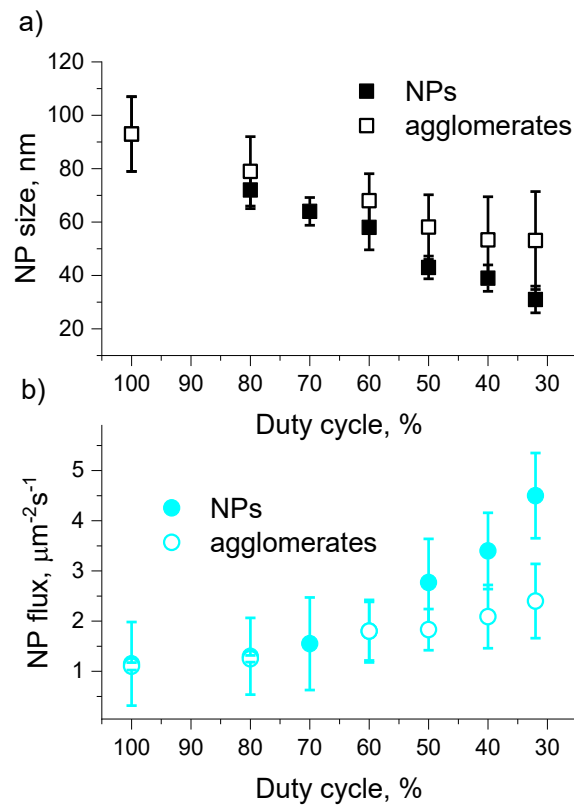 a)
120
100
80
60
40
20
NP size, nm
NPs
agglomerates
100 90 80 70 60 50 40 30
Duty cycle, %
b)
5
4
3
2
1
NP flux, μm⁻²s⁻¹
NPs
agglomerates
100 90 80 70 60 50 40 30
Duty cycle, %